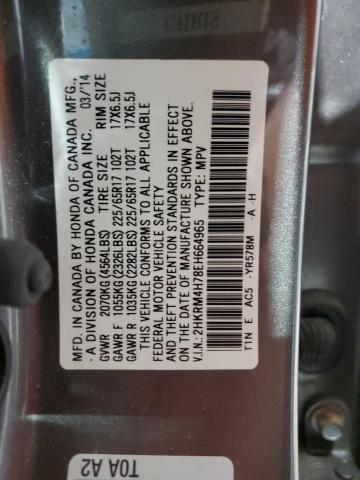 MFD. IN CANADA BY HONDA OF CANADA MFG.,
- A DIVISION OF HONDA CANADA INC. 03/'14
GVWR 2070KG(4564LBS) TIRE SIZE RIM SIZE
GAWR F 1055KG(2326LBS) 225/65R17 102T 17X6.5J
GAWR R 1035KG(2282LBS) 225/65R17 102T 17X6.5J
THIS VEHICLE CONFORMS TO ALL APPLICABLE
FEDERAL MOTOR VEHICLE SAFETY
AND THEFT PREVENTION STANDARDS IN EFFECT
ON THE DATE OF MANUFACTURE SHOWN ABOVE.
V.I.N.:2HKRM4H78EH664965 TYPE: MPV
T1N E AC5 -YR578M -A -H
T0A A2